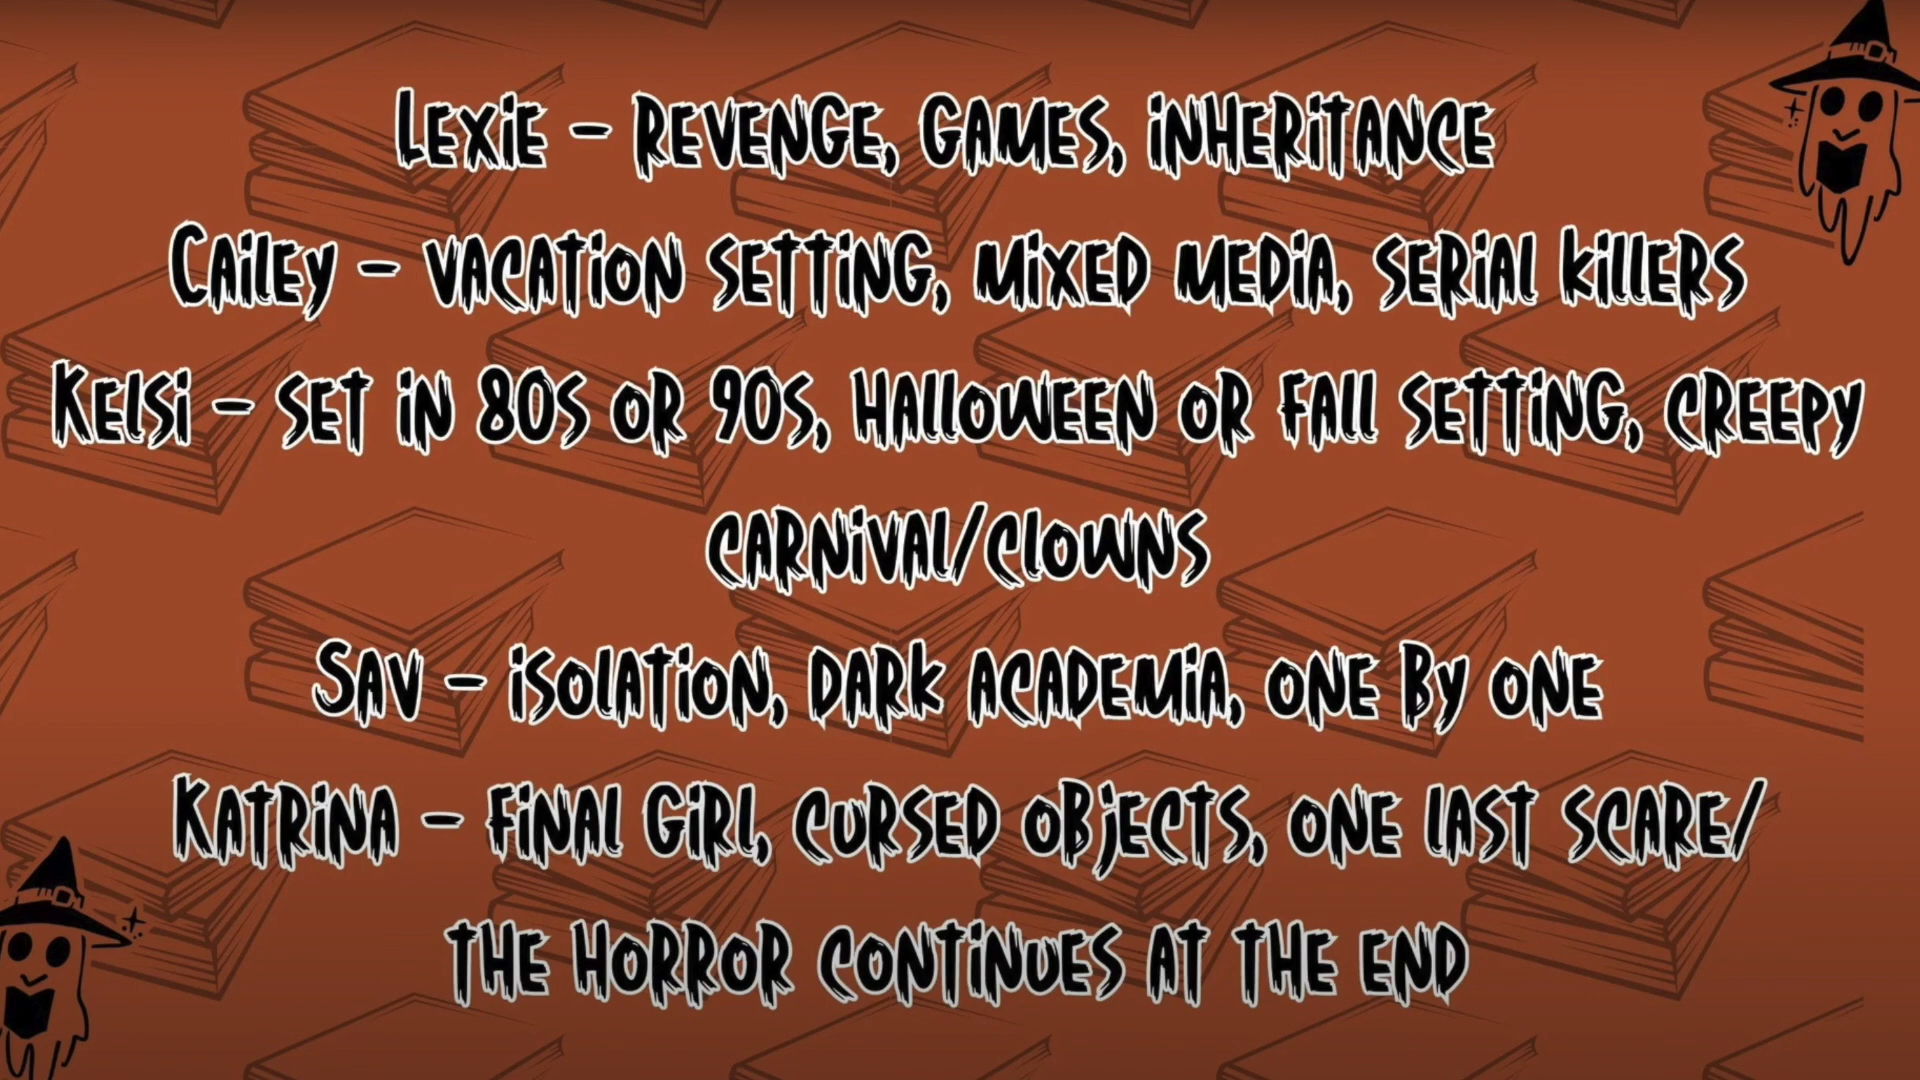 Lexie - revenge, games, inheritance
Cailey - vacation setting, mixed media, serial killers
Kelsi - set in 80s or 90s, Halloween or fall setting, creepy
carnival/clowns
Sav - isolation, dark academia, one by one
Katrina - final girl, cursed objects, one last scare/
the horror continues at the end